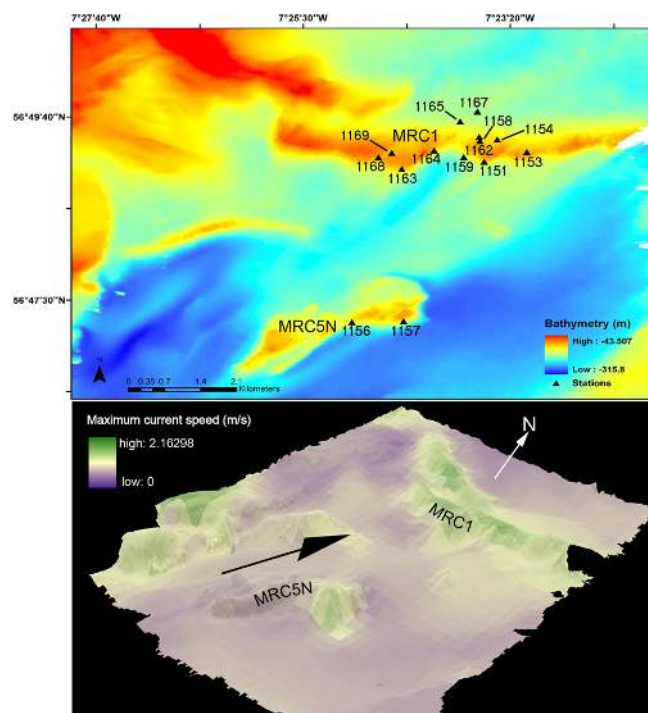 7°27'40"W 7°25'30"W 7°23'20"W
56°49'40"N
56°47'30"N
1167
1165
1158
1169 MRC1 1154
1162
1168 1164 1159 1153
1163 1151
MRC5N
1156 1157
Bathymetry (m)
High : -43.507
Low : -315.8
Stations
N
0 0.35 0.7 1.4 2.1
Kilometers
Maximum current speed (m/s)
high: 2.16298
low: 0
N
MRC1
MRC5N